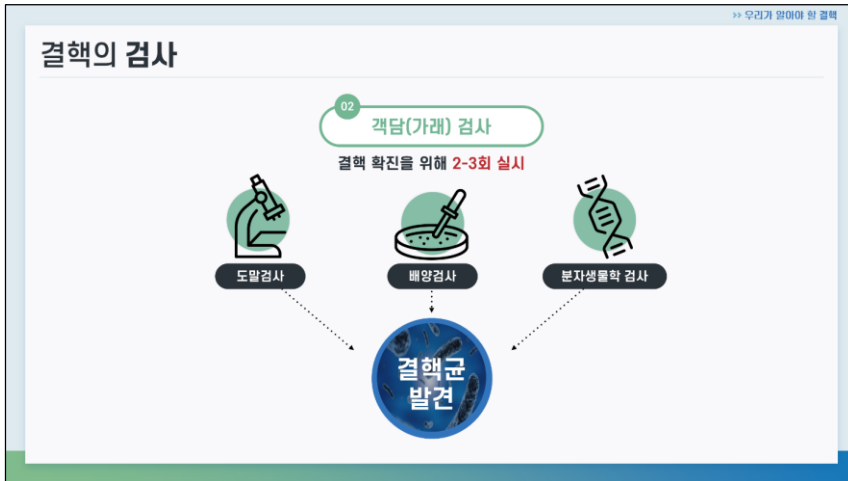 >> 우리가 알아야 할 결핵
결핵의 검사
02
객담(가래) 검사
결핵 확진을 위해 2-3회 실시
도말검사
배양검사
분자생물학 검사
결핵균
발견